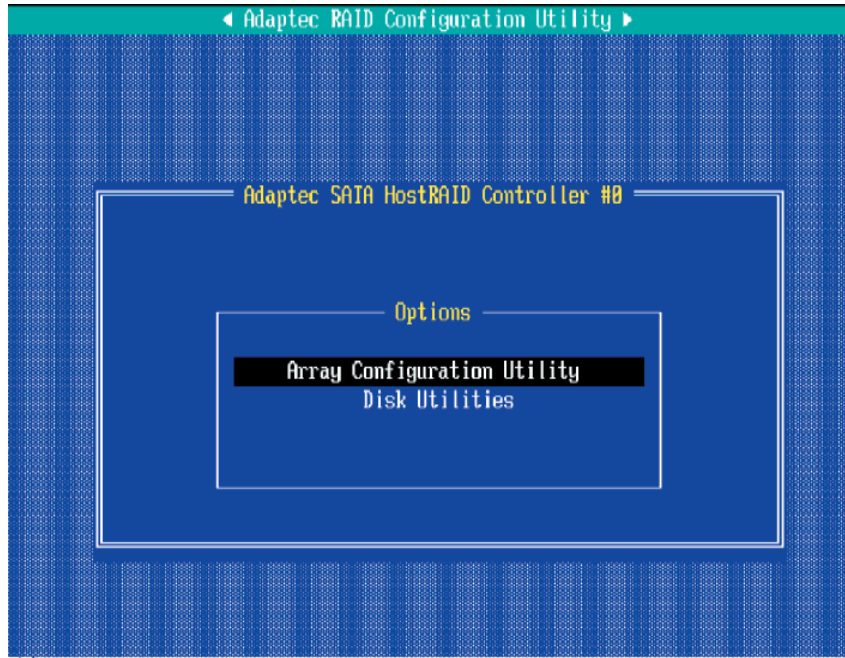 Adaptec RAID Configuration Utility
Adaptec SATA HostRAID Controller #0
Options
Array Configuration Utility
Disk Utilities